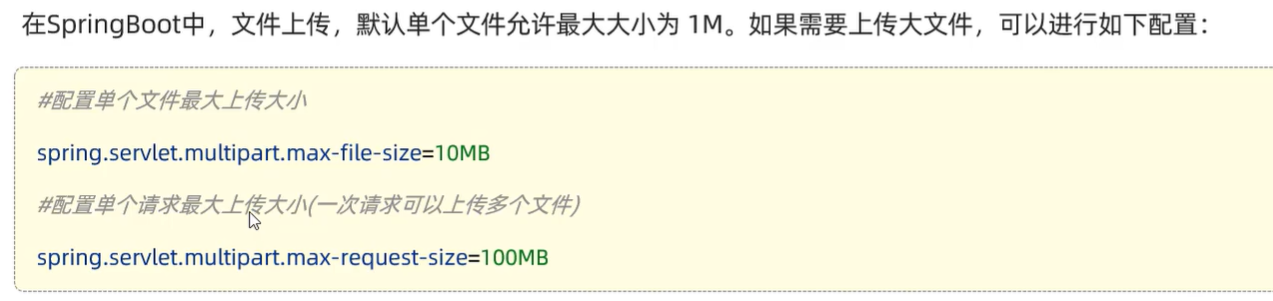 在SpringBoot中，文件上传，默认单个文件允许最大大小为 1M。如果需要上传大文件，可以进行如下配置：
#配置单个文件最大上传大小
spring.servlet.multipart.max-file-size=10MB
#配置单个请求最大上传大小(一次请求可以上传多个文件)
spring.servlet.multipart.max-request-size=100MB